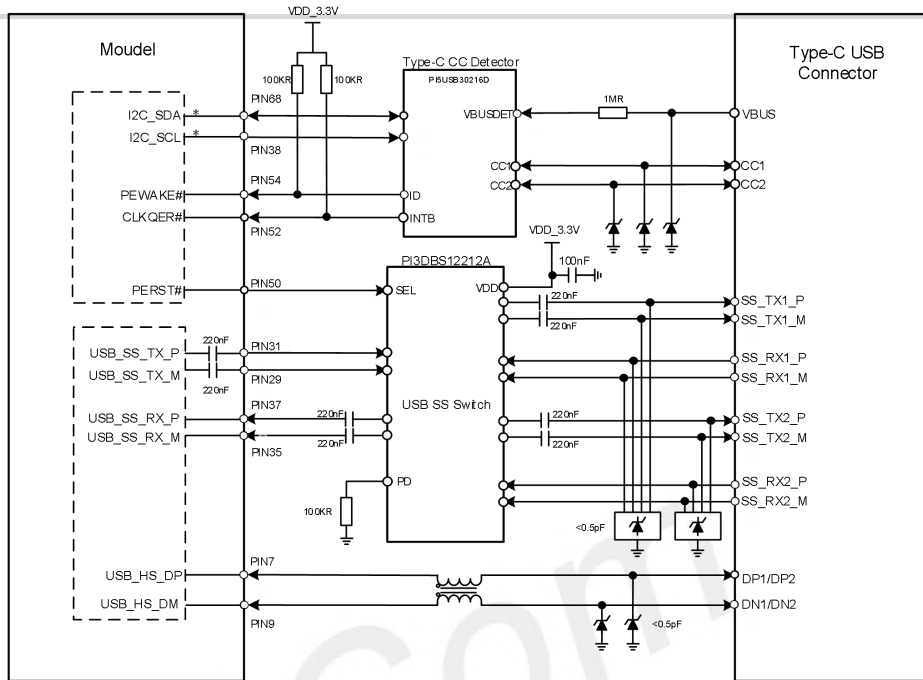 VDD_3.3V
Moudel
Type-C USB
Connector
Type-C CC Detector
PI5USB30216D
100KR
100KR
1MR
PIN68
I2C_SDA *
VBUSDET
VBUS
I2C_SCL *
PIN38
PIN54
CC1
CC1
CC2
CC2
PEWAKE#
ID
CLKQER#
INTB
PIN52
VDD_3.3V
PI3DBS12212A
100nF
PERST#
PIN50
SEL
VDD
220nF
SS_TX1_P
SS_TX1_M
220nF
220nF
PIN31
USB_SS_TX_P
USB_SS_TX_M
220nF
PIN29
SS_RX1_P
SS_RX1_M
PIN37
USB_SS_RX_P
220nF
USB SS Switch
220nF
SS_TX2_P
USB_SS_RX_M
220nF
220nF
SS_TX2_M
PIN35
PD
SS_RX2_P
SS_RX2_M
100KR
<0.5pF
PIN7
USB_HS_DP
DP1/DP2
USB_HS_DM
DN1/DN2
PIN9
<0.5pF
Com